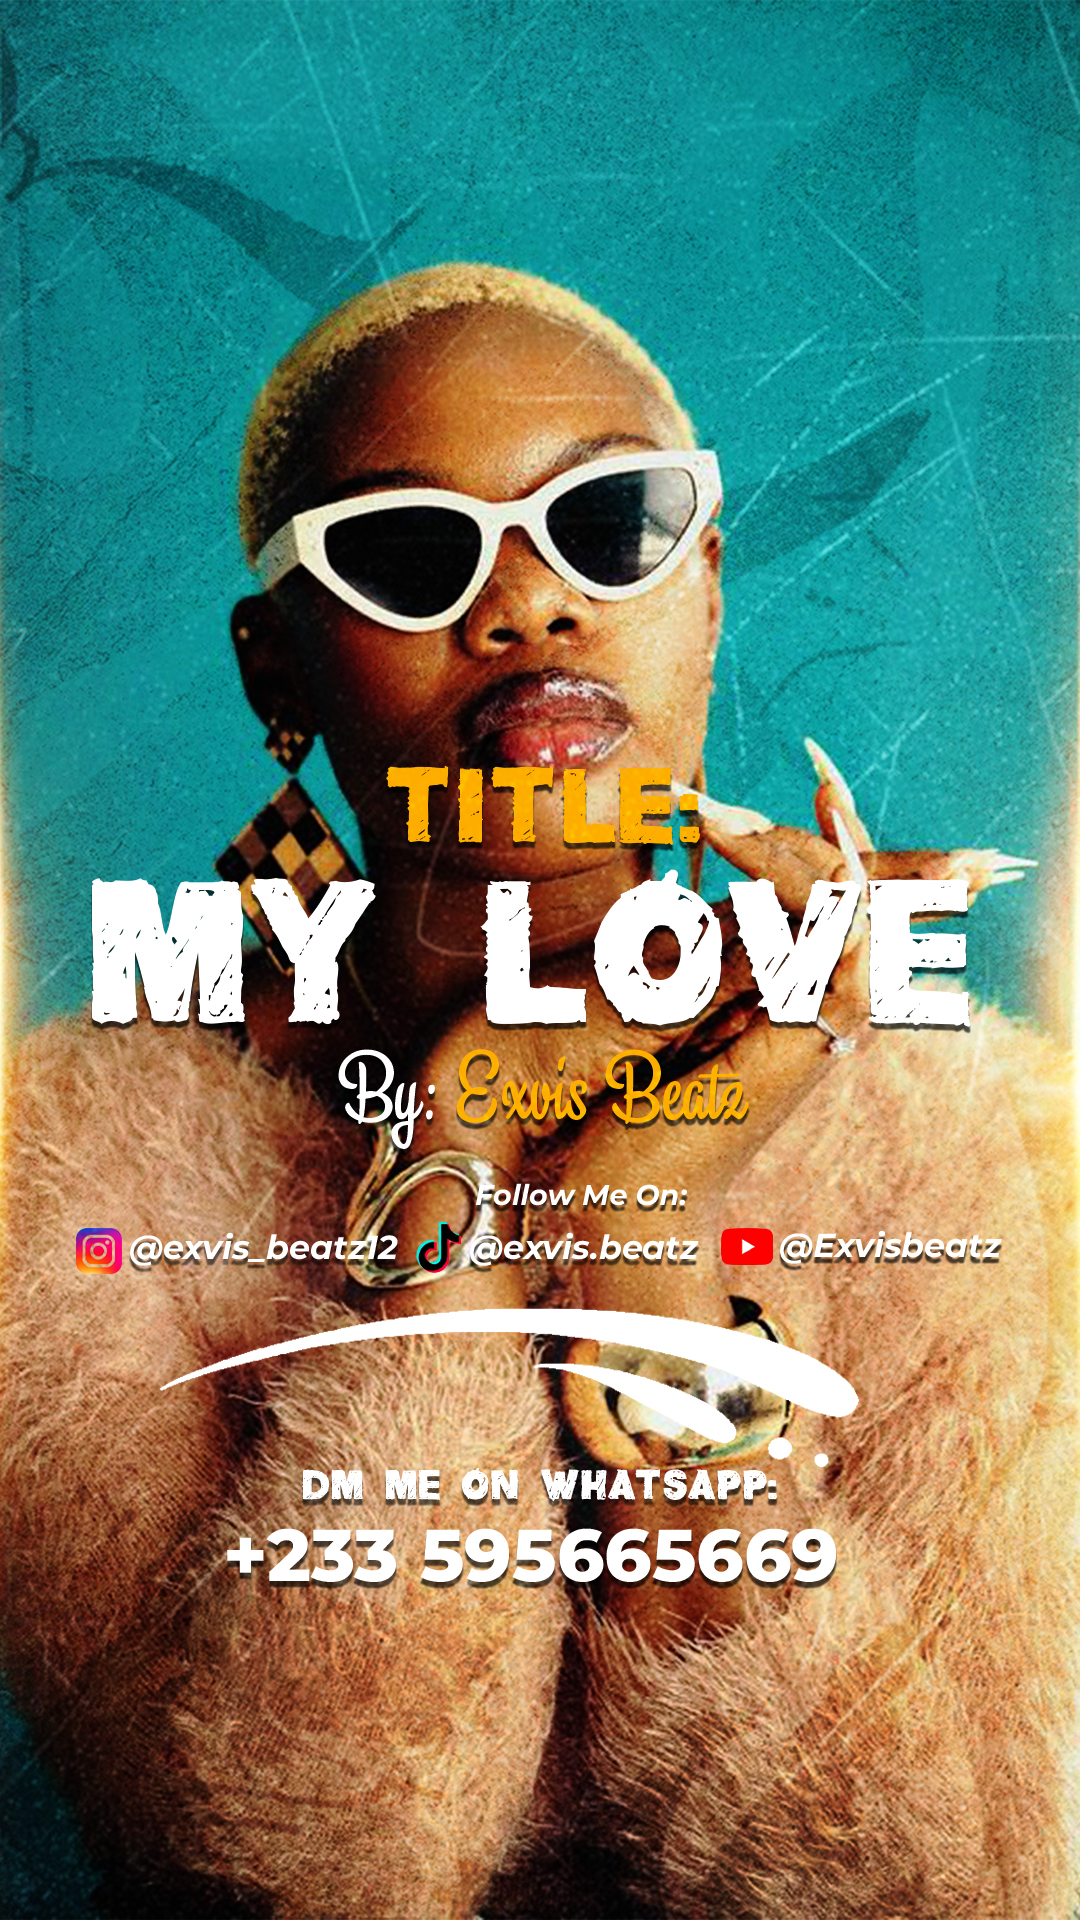 TITLE:
MY LOVE
By: Exvis Beatz
Follow Me On:
@exvis_beatz12 @exvis.beatz @Exvisbeatz
DM ME ON WHATSAPP:
+233 595665669